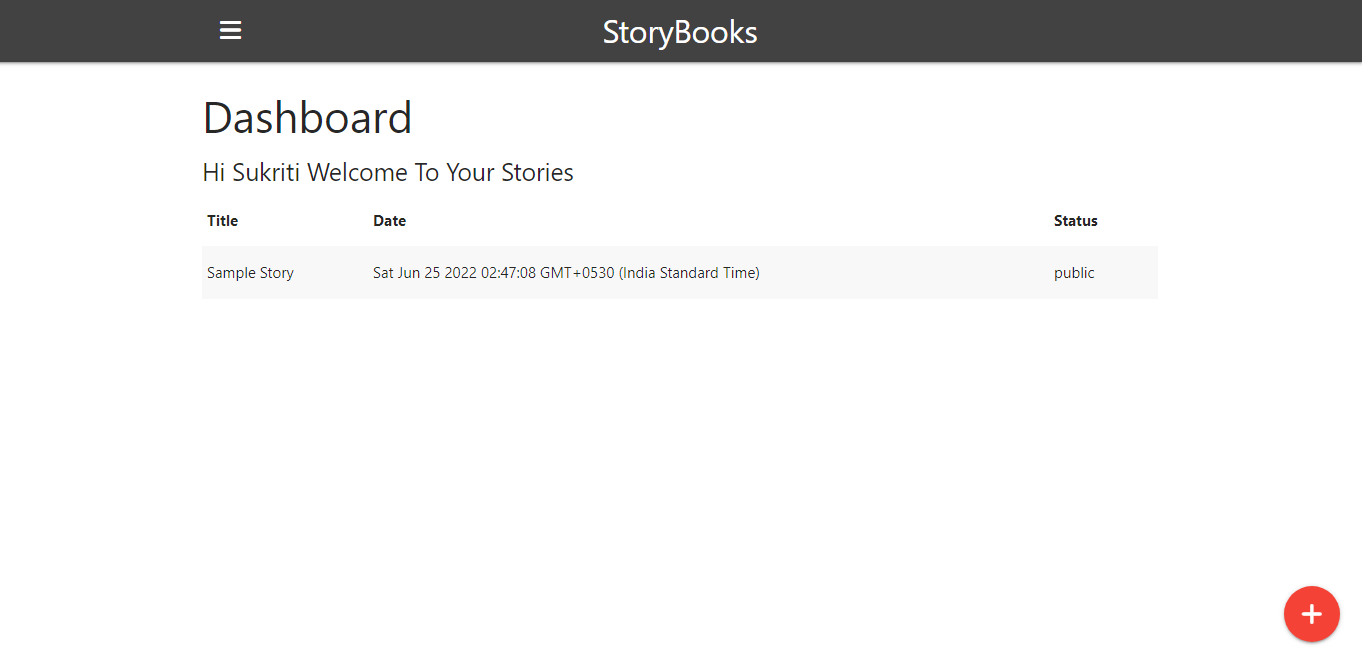 StoryBooks
Dashboard
Hi Sukriti Welcome To Your Stories
Title Date Status
Sample Story Sat Jun 25 2022 02:47:08 GMT+0530 (India Standard Time) public